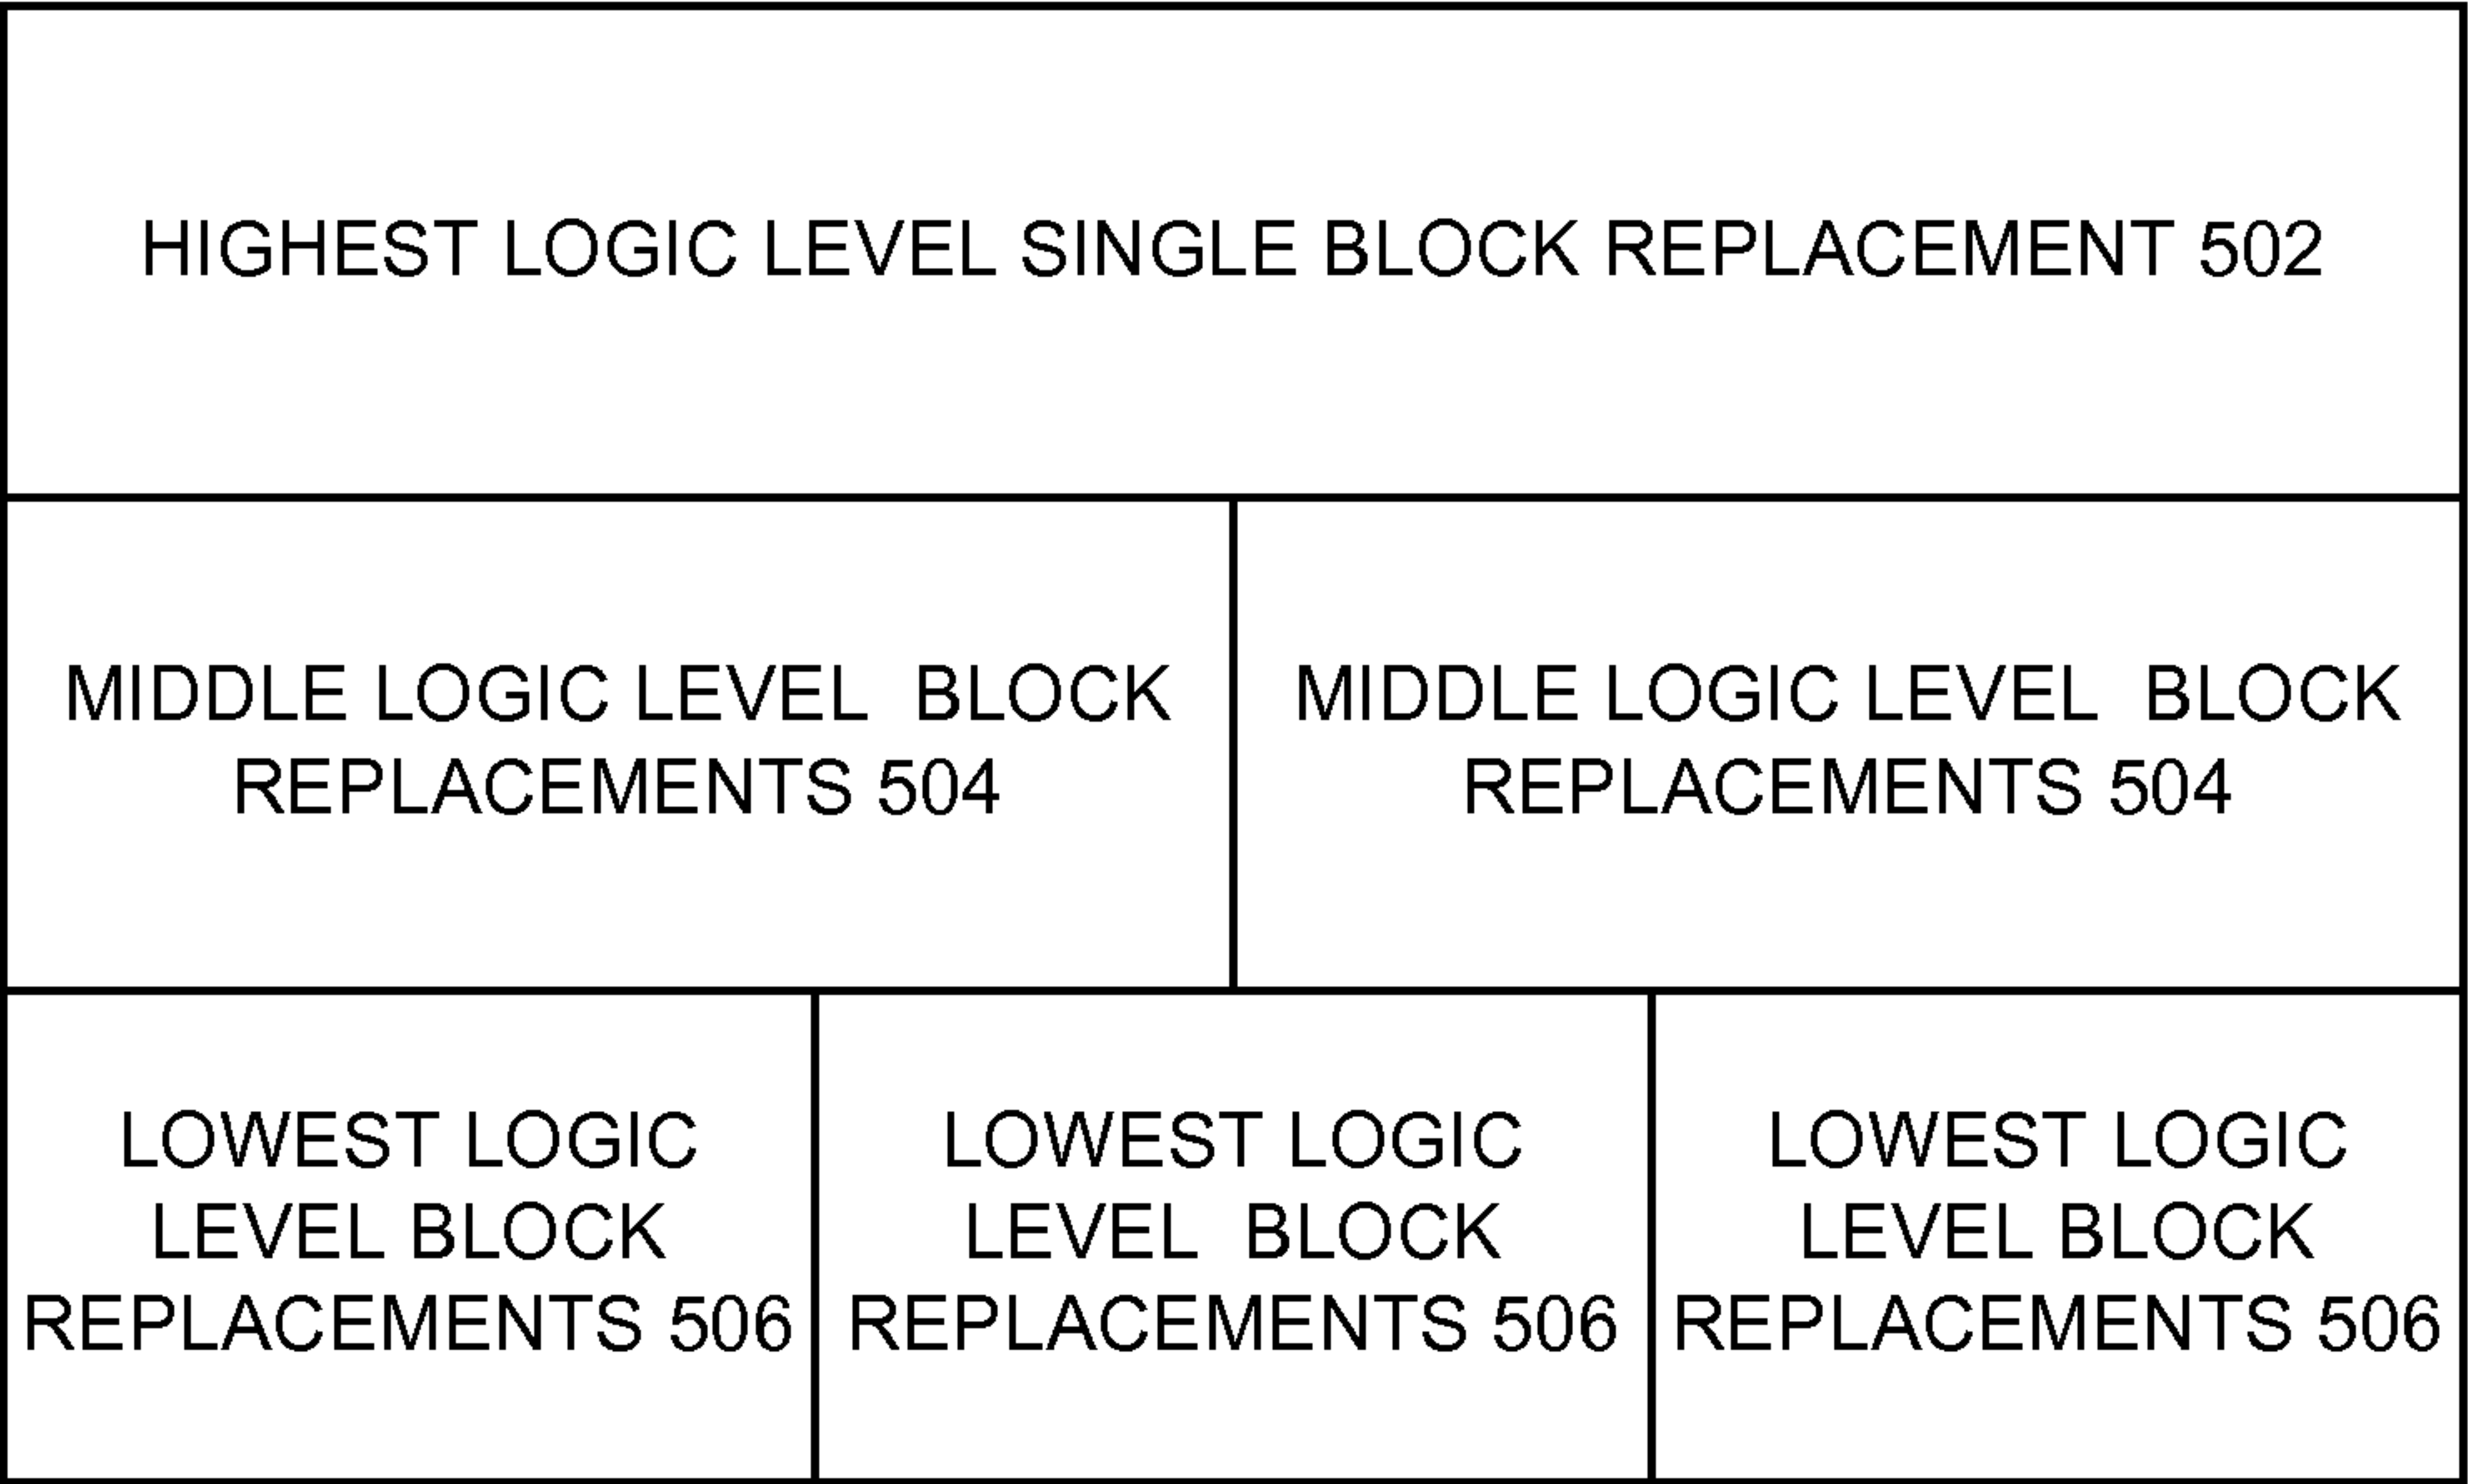 HIGHEST LOGIC LEVEL SINGLE BLOCK REPLACEMENT 502
MIDDLE LOGIC LEVEL  BLOCK
REPLACEMENTS 504
MIDDLE LOGIC LEVEL  BLOCK
REPLACEMENTS 504
LOWEST LOGIC
LEVEL BLOCK
REPLACEMENTS 506
LOWEST LOGIC
LEVEL  BLOCK
REPLACEMENTS 506
LOWEST LOGIC
LEVEL BLOCK
REPLACEMENTS 506